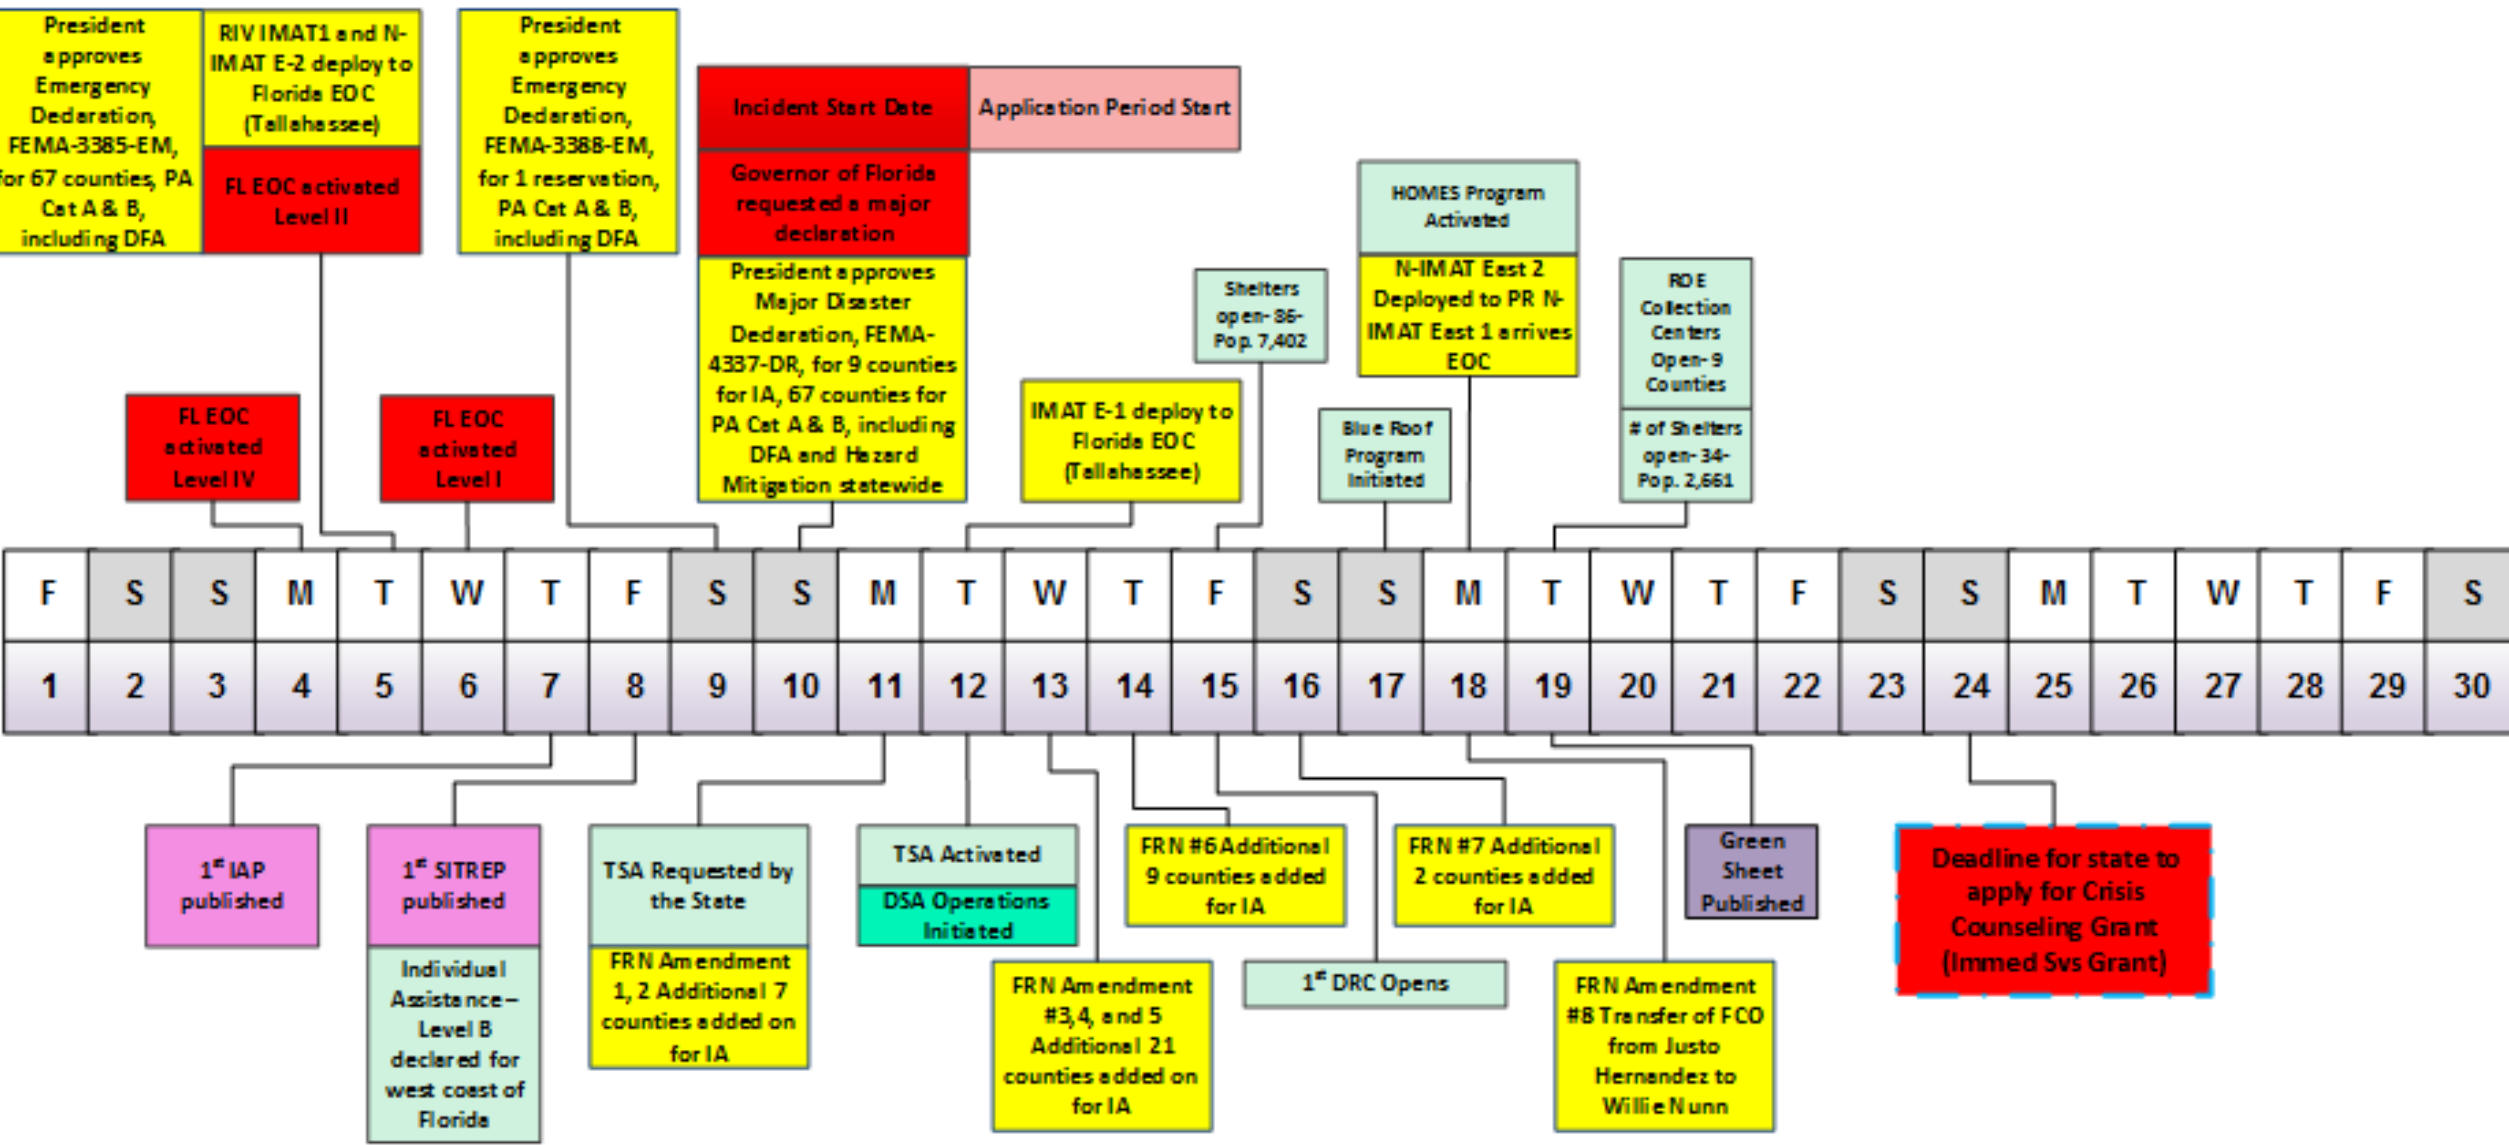 President
approves
Emergency
Declaration,
FEMA-3385-EM,
for 67 counties, PA
Cat A & B,
including DFA
RIV IMAT1 and N-
IMAT E-2 deploy to
Florida EOC
(Tallahassee)
FL EOC activated
Level II
President
approves
Emergency
Declaration,
FEMA-3388-EM,
for 1 reservation,
PA Cat A & B,
including DFA
Incident Start Date
Application Period Start
Governor of Florida
requested a major
declaration
President approves
Major Disaster
Declaration, FEMA-
4337-DR, for 9 counties
for IA, 67 counties for
PA Cat A & B, including
DFA and Hazard
Mitigation statewide
HOMES Program
Activated
N-IMAT East 2
Deployed to PR N-
IMAT East 1 arrives
EOC
Shelters
open- 86-
Pop. 7,402
ROE
Collection
Centers
Open- 9
Counties
# of Shelters
open- 34-
Pop. 2,661
FL EOC
activated
Level IV
FL EOC
activated
Level I
IMAT E-1 deploy to
Florida EOC
(Tallahassee)
Blue Roof
Program
Initiated
F S S M T W T F S S M T W T F S S M T W T F S S M T W T F S
1 2 3 4 5 6 7 8 9 10 11 12 13 14 15 16 17 18 19 20 21 22 23 24 25 26 27 28 29 30
1st IAP
published
1st SITREP
published
Individual
Assistance –
Level B
declared for
west coast of
Florida
TSA Requested by
the State
FRN Amendment
1, 2 Additional 7
counties added on
for IA
TSA Activated
DSA Operations
Initiated
FRN Amendment
#3,4, and 5
Additional 21
counties added on
for IA
FRN #6 Additional
9 counties added
for IA
1st DRC Opens
FRN #7 Additional
2 counties added
for IA
FRN Amendment
#8 Transfer of FCO
from Justo
Hernandez to
Willie Nunn
Green
Sheet
Published
Deadline for state to
apply for Crisis
Counseling Grant
(Immed Svs Grant)